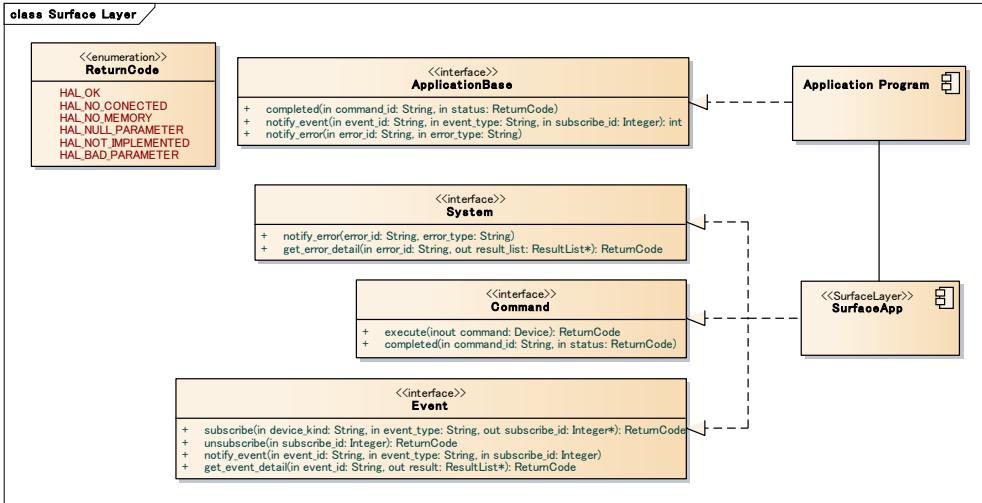 class Surface Layer
<<enumeration>>
ReturnCode
HAL_OK
HAL_NO_CONECTED
HAL_NO_MEMORY
HAL_NULL_PARAMETER
HAL_NOT_IMPLEMENTED
HAL_BAD_PARAMETER
<<interface>>
ApplicationBase
+ completed(in command_id: String, in status: ReturnCode)
+ notify_event(in event_id: String, in event_type: String, in subscribe_id: Integer): int
+ notify_error(in error_id: String, in error_type: String)
Application Program
<<interface>>
System
+ notify_error(error_id: String, error_type: String)
+ get_error_detail(in error_id: String, out result_list: ResultList*): ReturnCode
<<interface>>
Command
+ execute(inout command: Device): ReturnCode
+ completed(in command_id: String, in status: ReturnCode)
<<SurfaceLayer>>
SurfaceApp
<<interface>>
Event
+ subscribe(in device_kind: String, in event_type: String, out subscribe_id: Integer*): ReturnCode
+ unsubscribe(in subscribe_id: Integer): ReturnCode
+ notify_event(in event_id: String, in event_type: String, in subscribe_id: Integer)
+ get_event_detail(in event_id: String, out result: ResultList*): ReturnCode